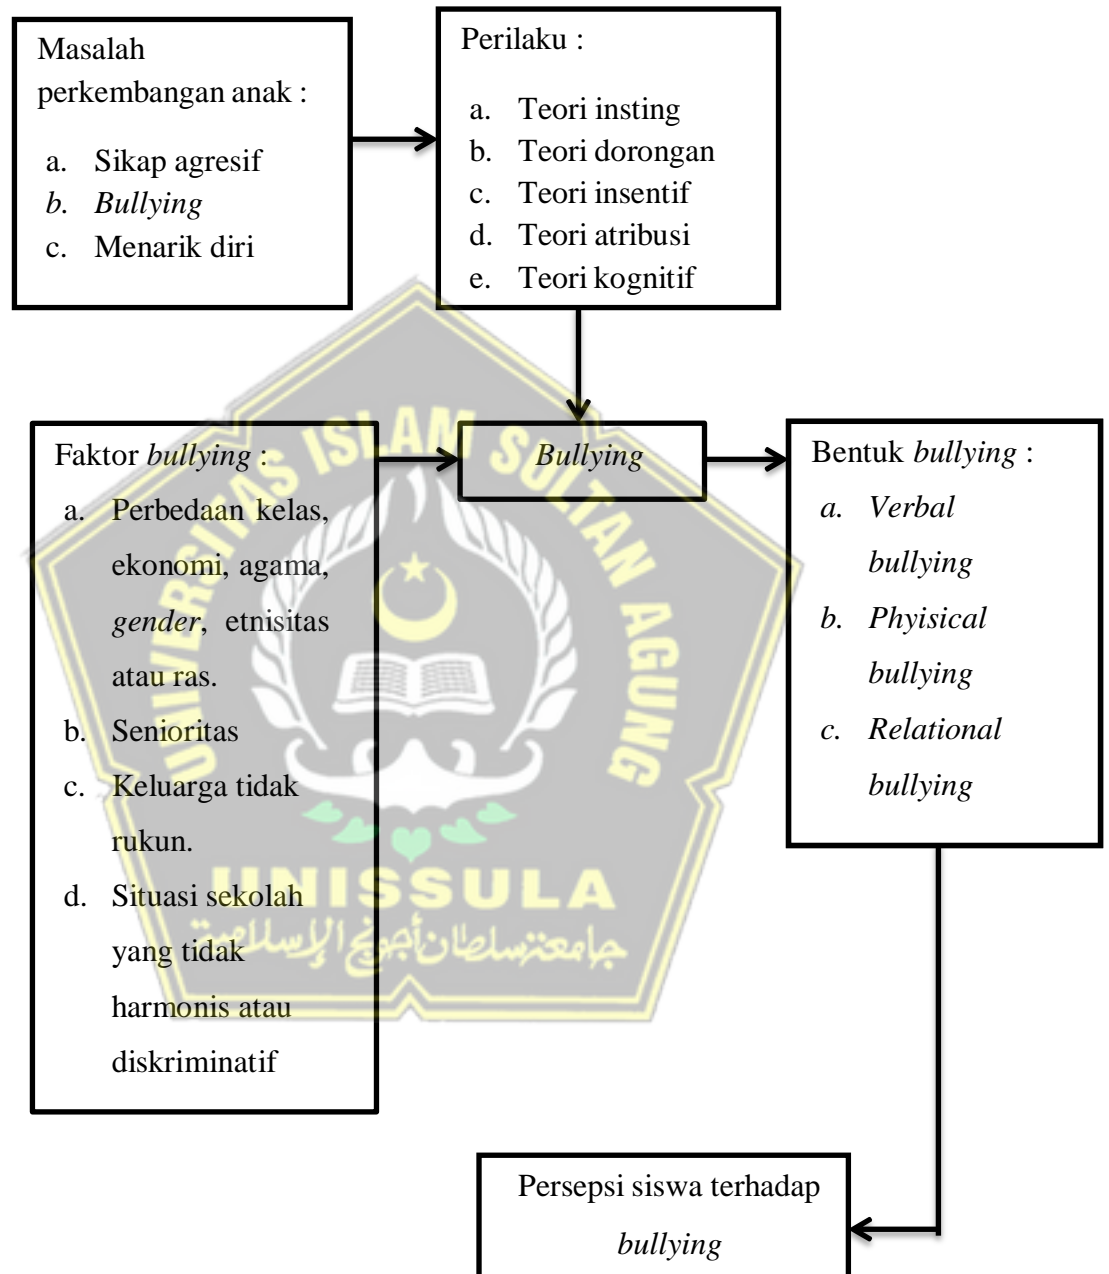 Masalah
perkembangan anak :
a. Sikap agresif
b. Bullying
c. Menarik diri
Perilaku :
a. Teori insting
b. Teori dorongan
c. Teori insentif
d. Teori atribusi
e. Teori kognitif
Faktor bullying :
a. Perbedaan kelas,
ekonomi, agama,
gender, etnisitas
atau ras.
b. Senioritas
c. Keluarga tidak
rukun.
d. Situasi sekolah
yang tidak
harmonis atau
diskriminatif
Bullying
Bentuk bullying :
a. Verbal
bullying
b. Phyisical
bullying
c. Relational
bullying
Persepsi siswa terhadap
bullying
UNIVERSITAS ISLAM SULTAN AGUNG
UNISSULA
جامعة سلطان أجونج الإسلامية